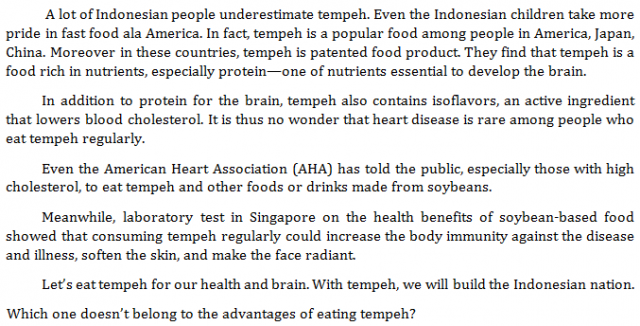 A lot of Indonesian people underestimate tempeh. Even the Indonesian children take more
pride in fast food ala America. In fact, tempeh is a popular food among people in America, Japan,
China. Moreover in these countries, tempeh is patented food product. They find that tempeh is a
food rich in nutrients, especially protein—one of nutrients essential to develop the brain.
In addition to protein for the brain, tempeh also contains isoflavors, an active ingredient
that lowers blood cholesterol. It is thus no wonder that heart disease is rare among people who
eat tempeh regularly.
Even the American Heart Association (AHA) has told the public, especially those with high
cholesterol, to eat tempeh and other foods or drinks made from soybeans.
Meanwhile, laboratory test in Singapore on the health benefits of soybean-based food
showed that consuming tempeh regularly could increase the body immunity against the disease
and illness, soften the skin, and make the face radiant.
Let's eat tempeh for our health and brain. With tempeh, we will build the Indonesian nation.
Which one doesn't belong to the advantages of eating tempeh?